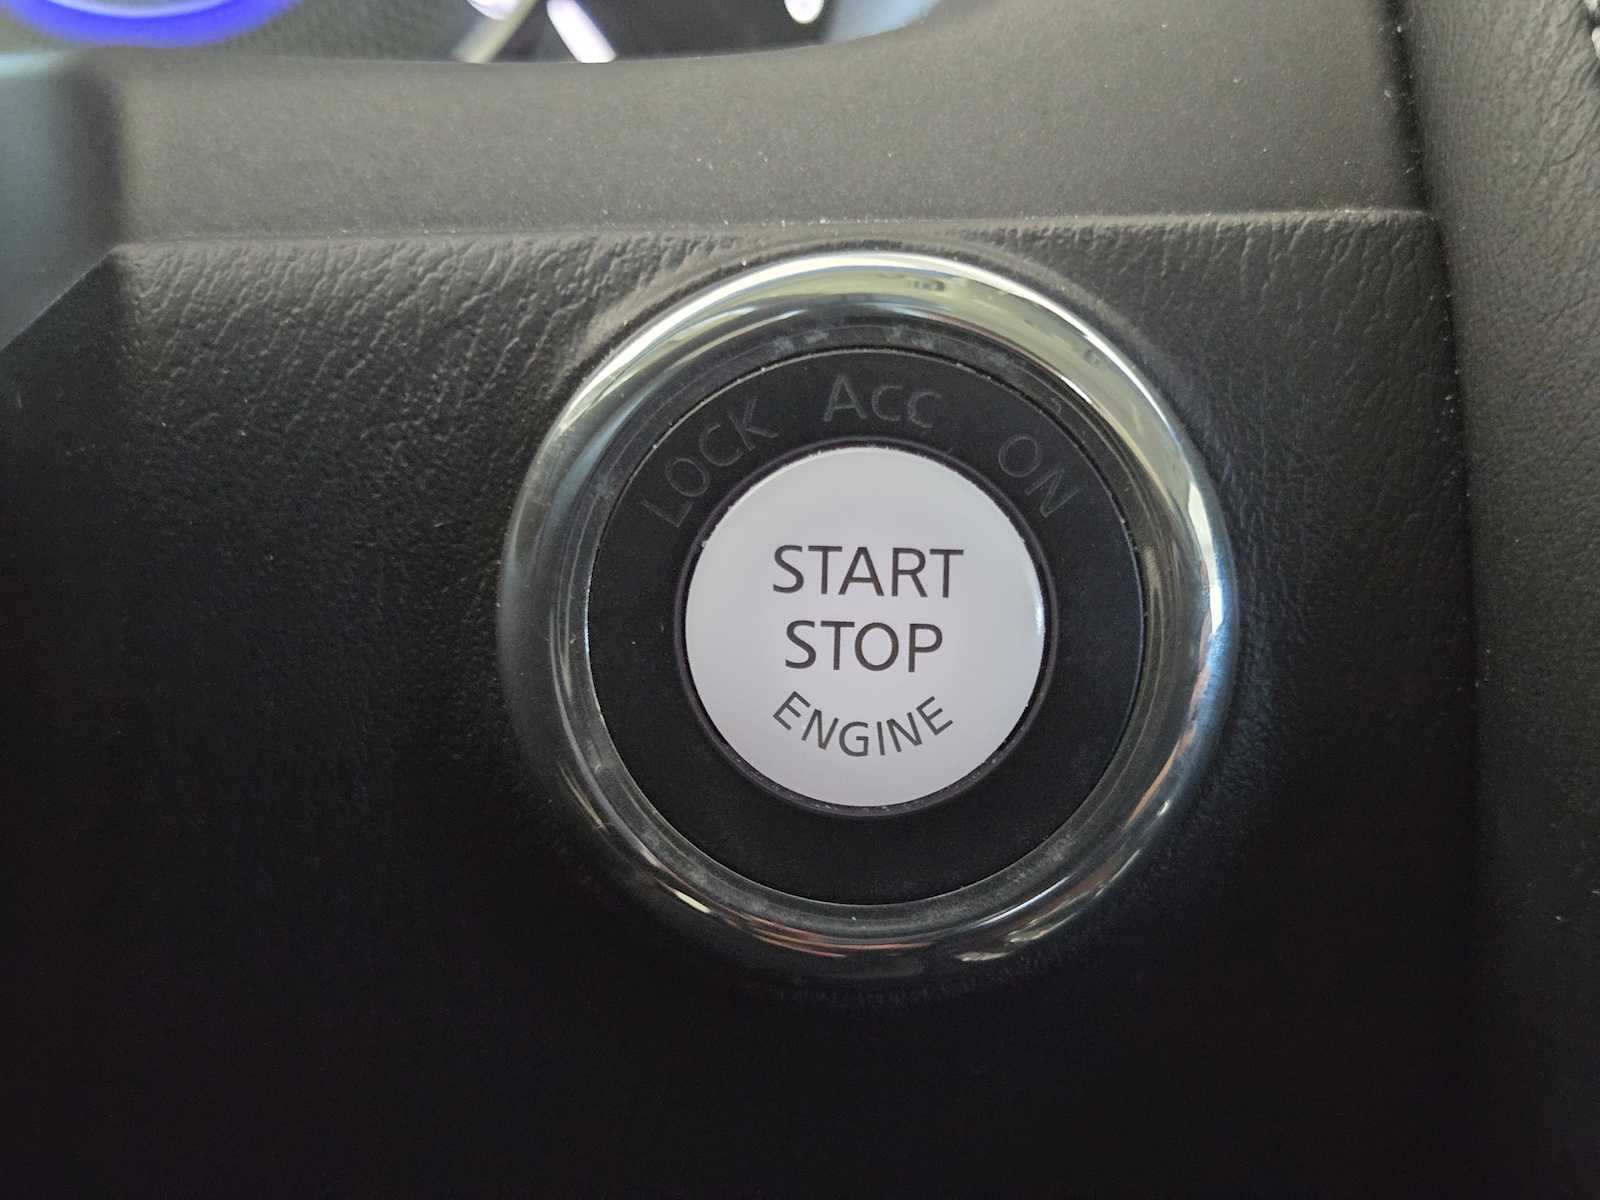 LOCK ACC ON
START
STOP
ENGINE